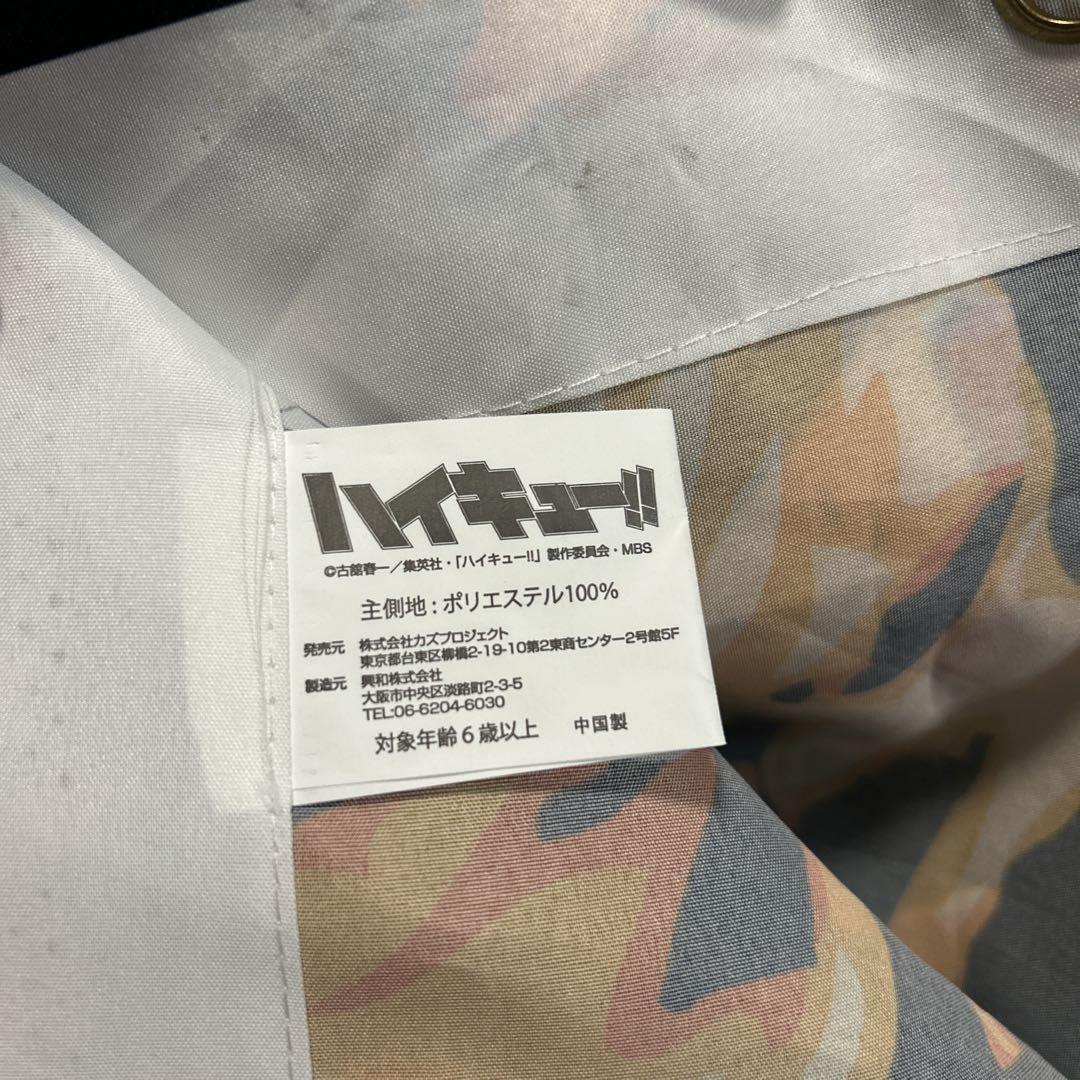 ハイキュー!!
©古舘春一／集英社・「ハイキュー!!」製作委員会・MBS
主側地：ポリエステル100%
発売元 株式会社カズプロジェクト
東京都台東区柳橋2-19-10第2東商センター2号館5F
製造元 興和株式会社
大阪市中央区淡路町2-3-5
TEL:06-6204-6030
対象年齢６歳以上 中国製